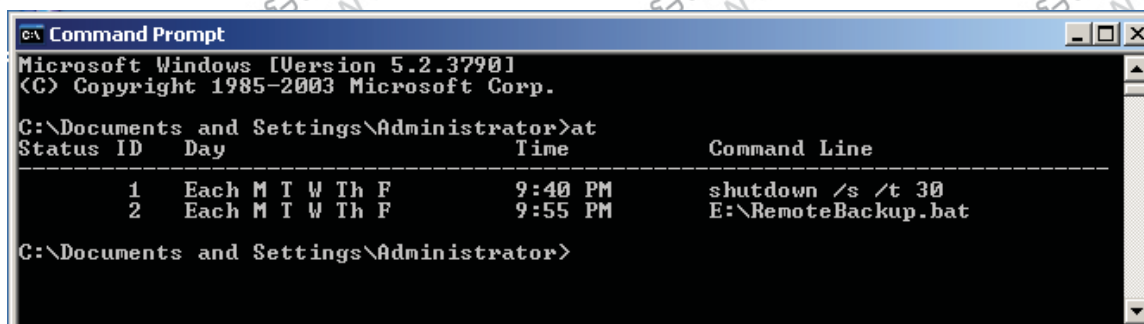 Command Prompt
Microsoft Windows [Version 5.2.3790]
(C) Copyright 1985-2003 Microsoft Corp.
C:\Documents and Settings\Administrator>at
Status ID Day Time Command Line
1 Each M T W Th F 9:40 PM shutdown /s /t 30
2 Each M T W Th F 9:55 PM E:\RemoteBackup.bat
C:\Documents and Settings\Administrator>